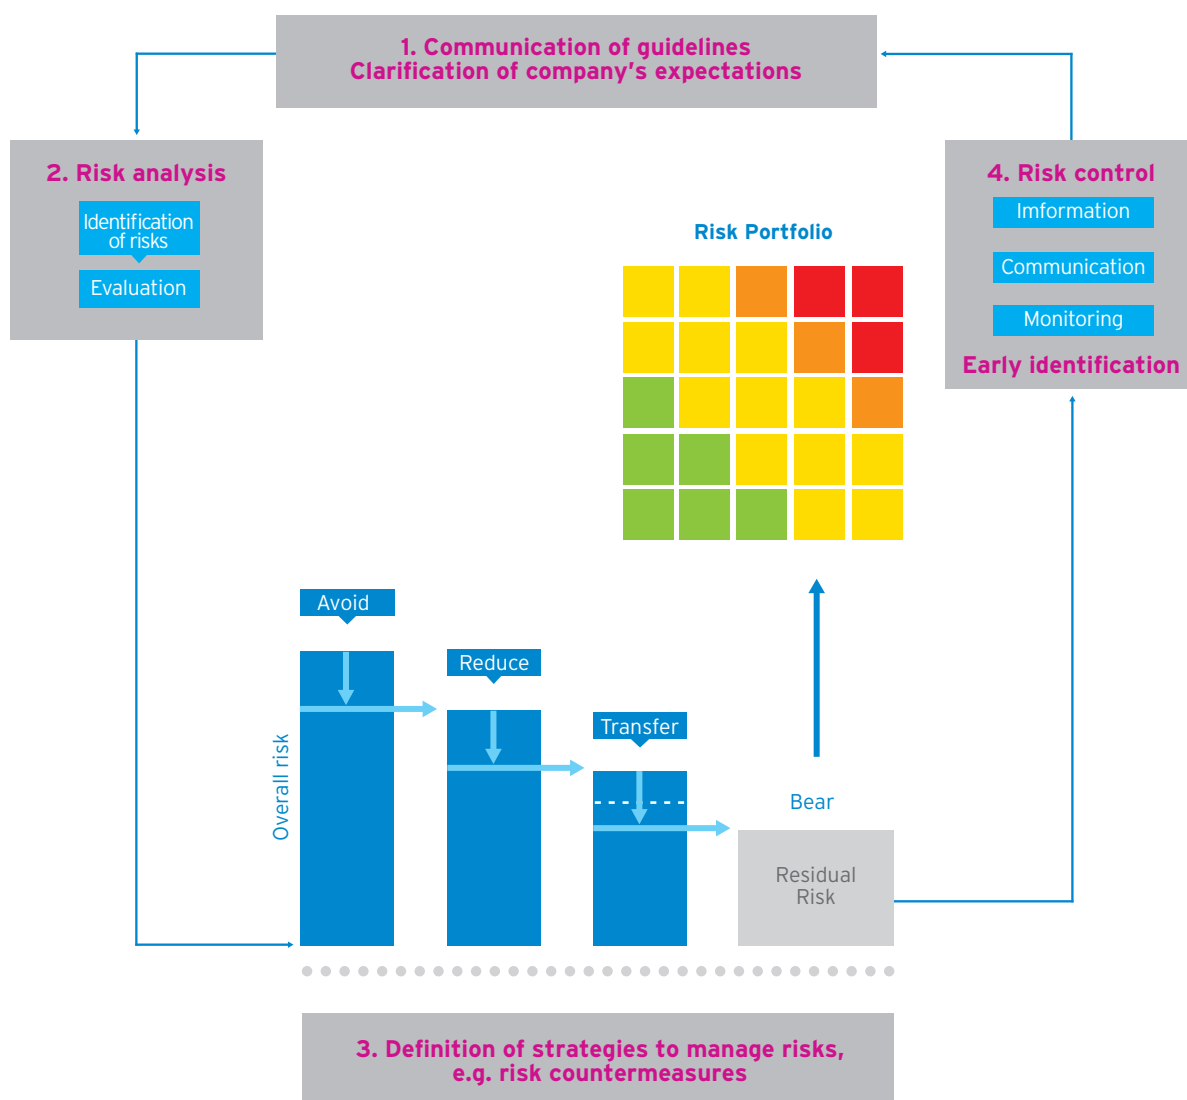 1. Communication of guidelines
Clarification of company's expectations
2. Risk analysis
Identification
of risks
Evaluation
4. Risk control
Imformation
Communication
Monitoring
Early identification
Risk Portfolio
Avoid
Reduce
Transfer
Overall risk
Bear
Residual
Risk
3. Definition of strategies to manage risks,
e.g. risk countermeasures